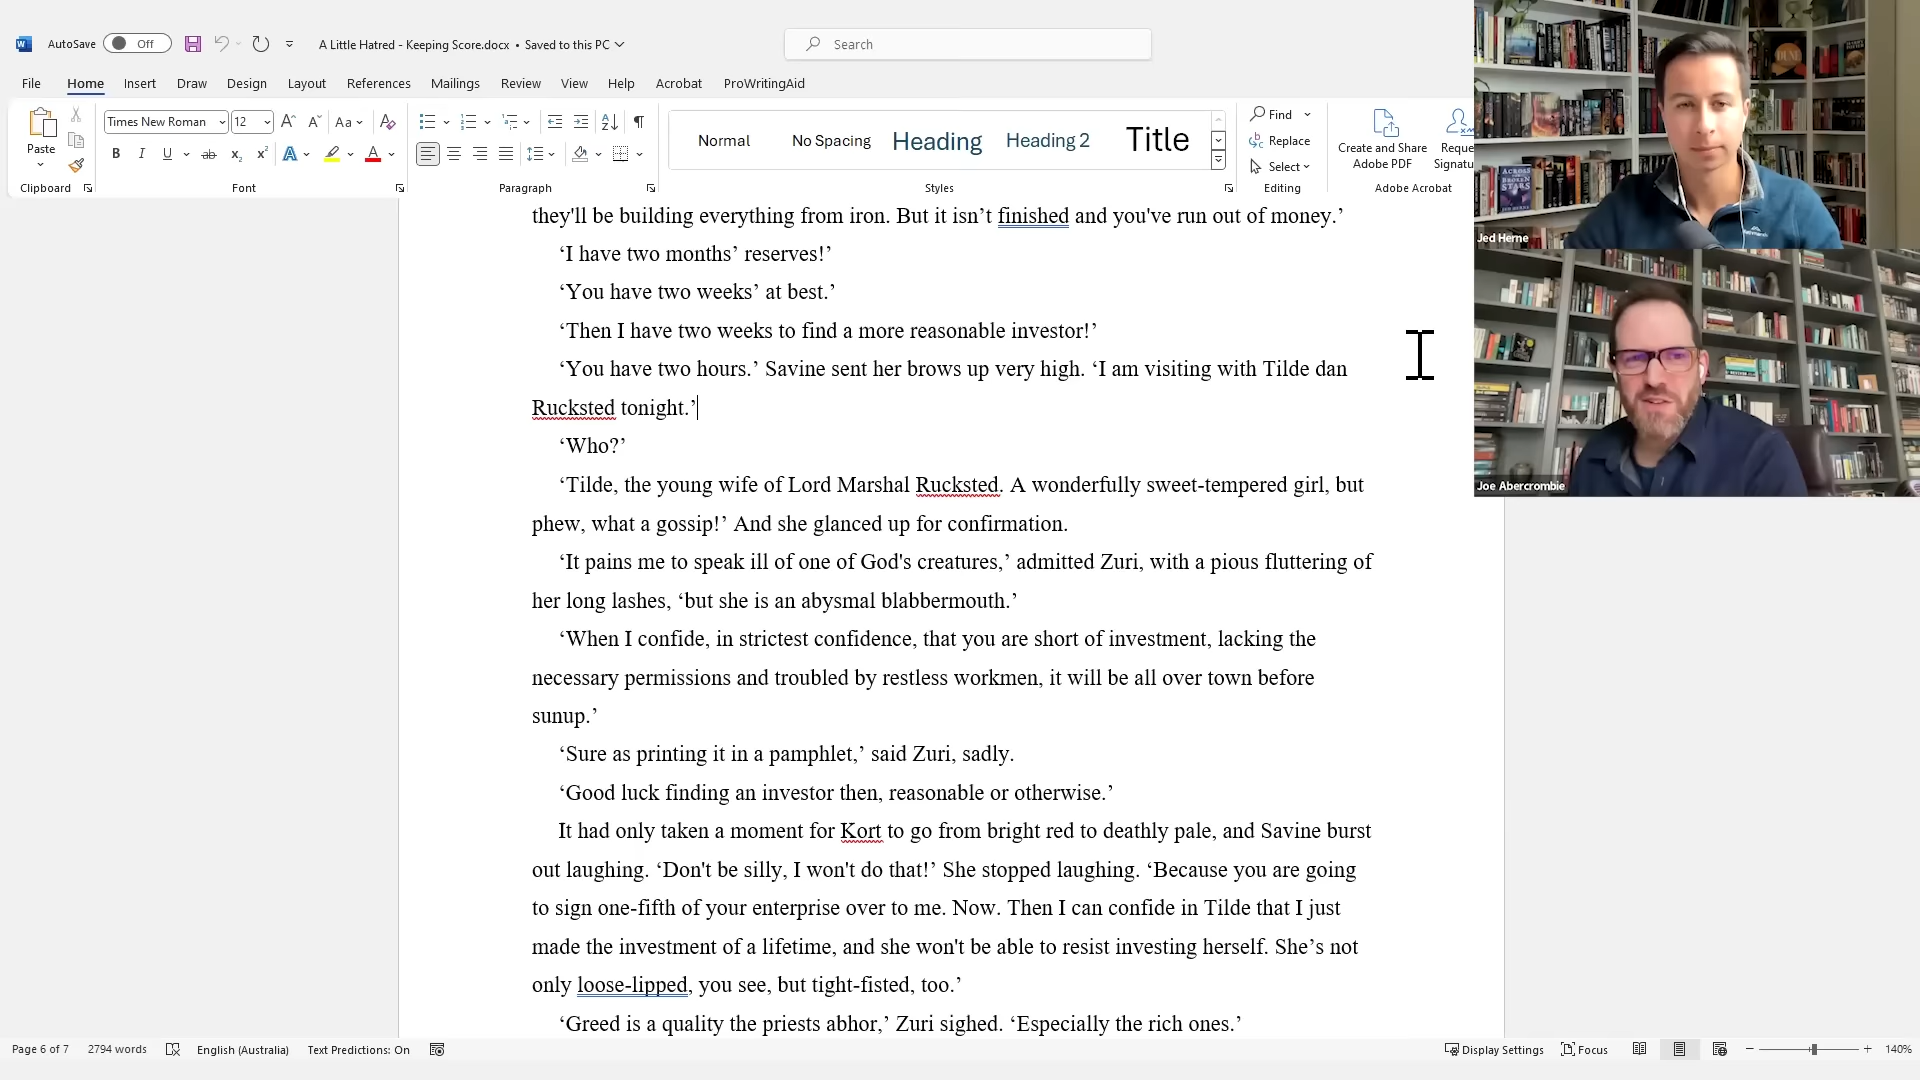 AutoSave Off A Little Hatred - Keeping Score.docx • Saved to this PC Search
File Home Insert Draw Design Layout References Mailings Review View Help Acrobat ProWritingAid
Times New Roman 12 Aa
Paste
Normal No Spacing Heading Heading 2 Title
Find
Replace
Select
Create and Share
Adobe PDF
Reque
Signatu
Clipboard Font Paragraph Styles Editing Adobe Acrobat
they'll be building everything from iron. But it isn’t finished and you've run out of money.’
‘I have two months’ reserves!’
‘You have two weeks’ at best.’
‘Then I have two weeks to find a more reasonable investor!’
‘You have two hours.’ Savine sent her brows up very high. ‘I am visiting with Tilde dan
Rucksted tonight.’
‘Who?’
‘Tilde, the young wife of Lord Marshal Rucksted. A wonderfully sweet-tempered girl, but
phew, what a gossip!’ And she glanced up for confirmation.
‘It pains me to speak ill of one of God's creatures,’ admitted Zuri, with a pious fluttering of
her long lashes, ‘but she is an abysmal blabbermouth.’
‘When I confide, in strictest confidence, that you are short of investment, lacking the
necessary permissions and troubled by restless workmen, it will be all over town before
sunup.’
‘Sure as printing it in a pamphlet,’ said Zuri, sadly.
‘Good luck finding an investor then, reasonable or otherwise.’
It had only taken a moment for Kort to go from bright red to deathly pale, and Savine burst
out laughing. ‘Don't be silly, I won't do that!’ She stopped laughing. ‘Because you are going
to sign one-fifth of your enterprise over to me. Now. Then I can confide in Tilde that I just
made the investment of a lifetime, and she won't be able to resist investing herself. She’s not
only loose-lipped, you see, but tight-fisted, too.’
‘Greed is a quality the priests abhor,’ Zuri sighed. ‘Especially the rich ones.’
Page 6 of 7 2794 words English (Australia) Text Predictions: On Display Settings Focus 140%
DUNE
ACROSS
THE
BROKEN
STARS
Jed Herne
Joe Abercrombie